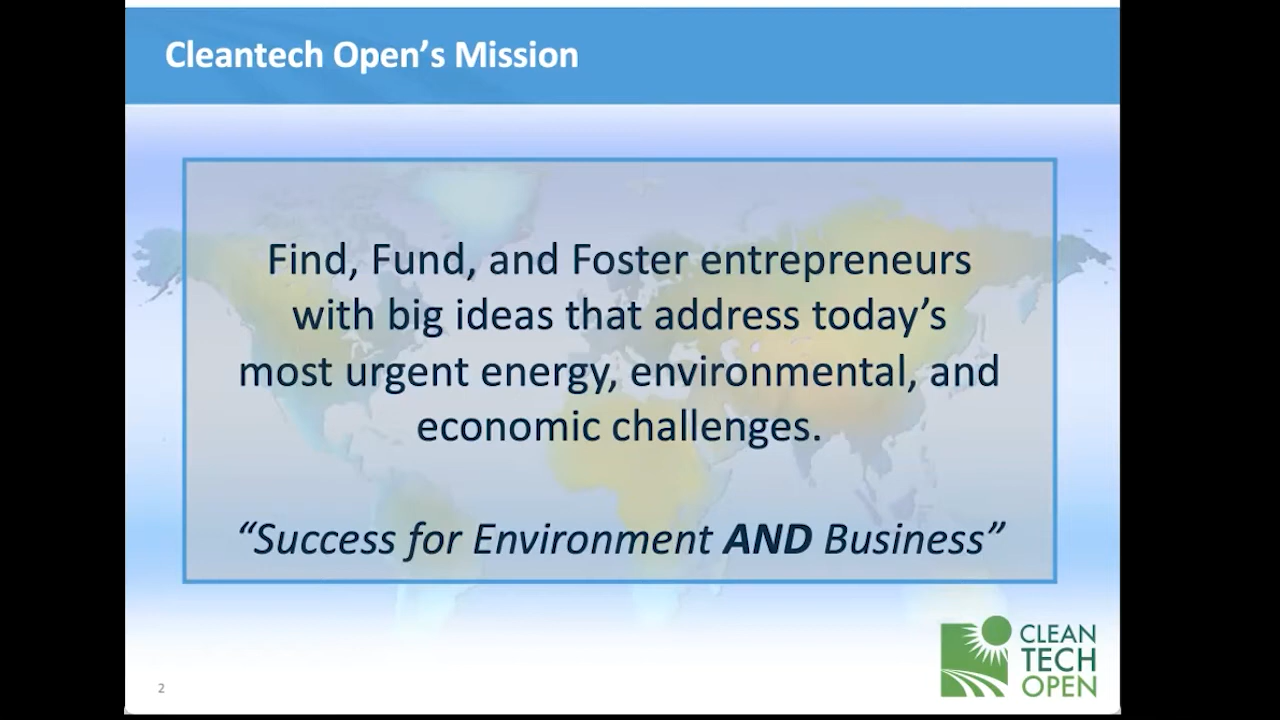 Cleantech Open’s Mission
Find, Fund, and Foster entrepreneurs
with big ideas that address today’s
most urgent energy, environmental, and
economic challenges.
“Success for Environment AND Business”
2
CLEAN
TECH
OPEN